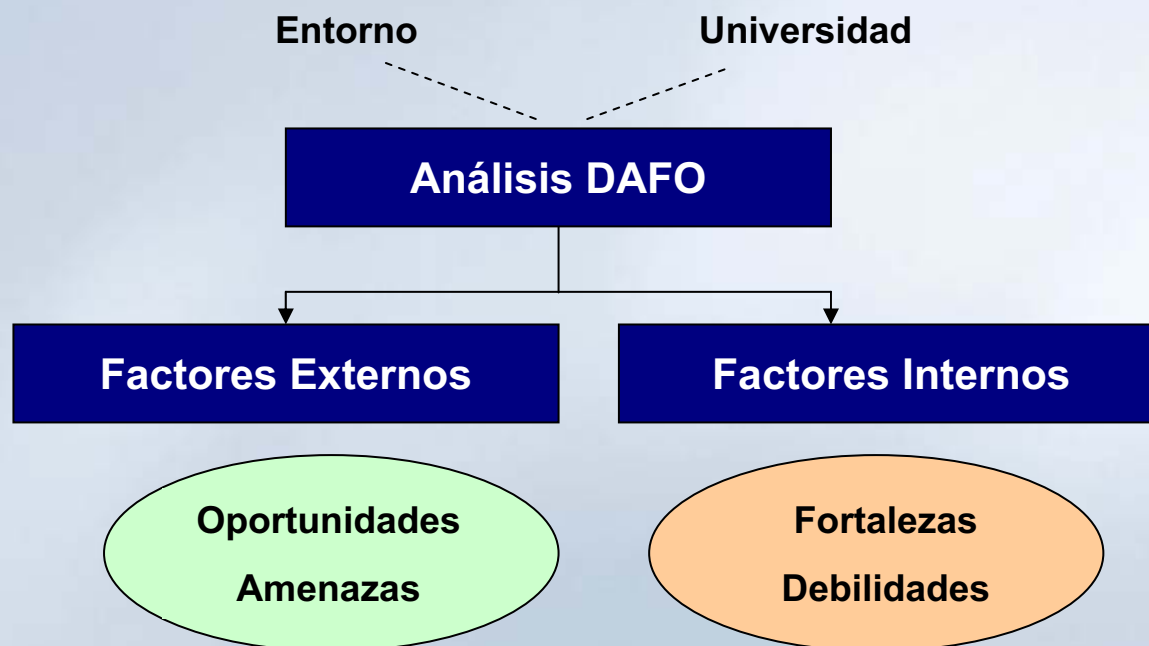 Entorno
Universidad
Análisis DAFO
Factores Externos
Factores Internos
Oportunidades
Amenazas
Fortalezas
Debilidades